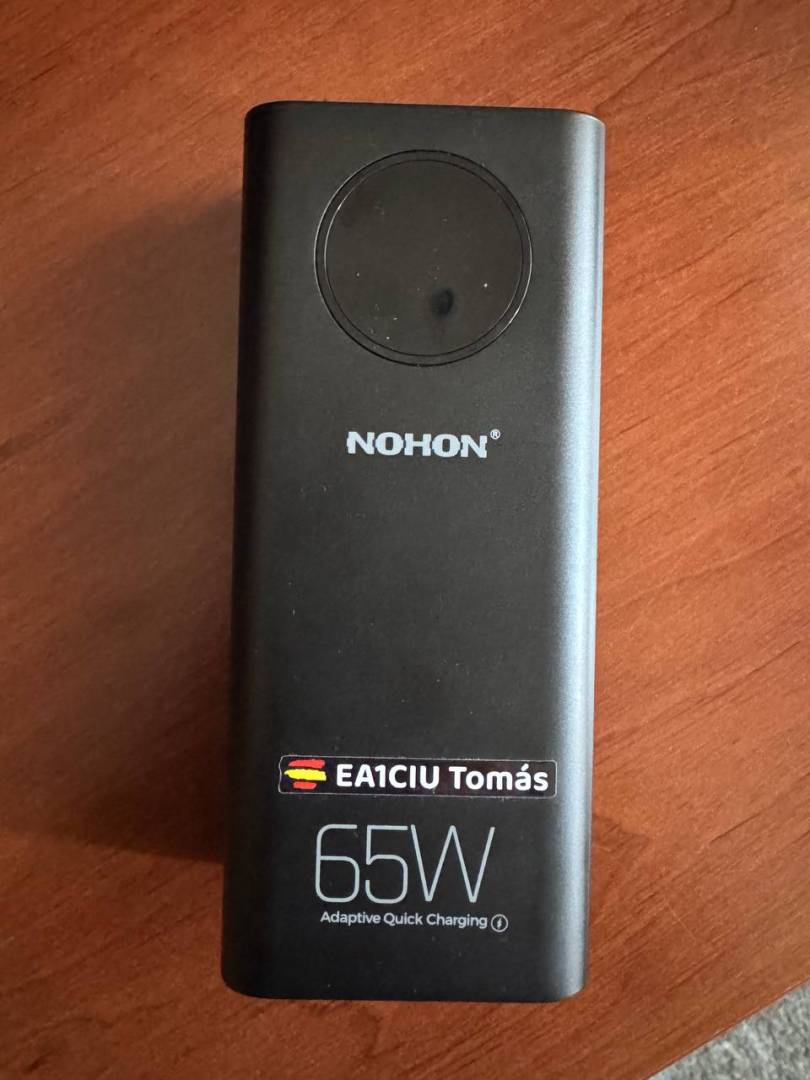 NOHON®
EA1CIU Tomás
65W
Adaptive Quick Charging